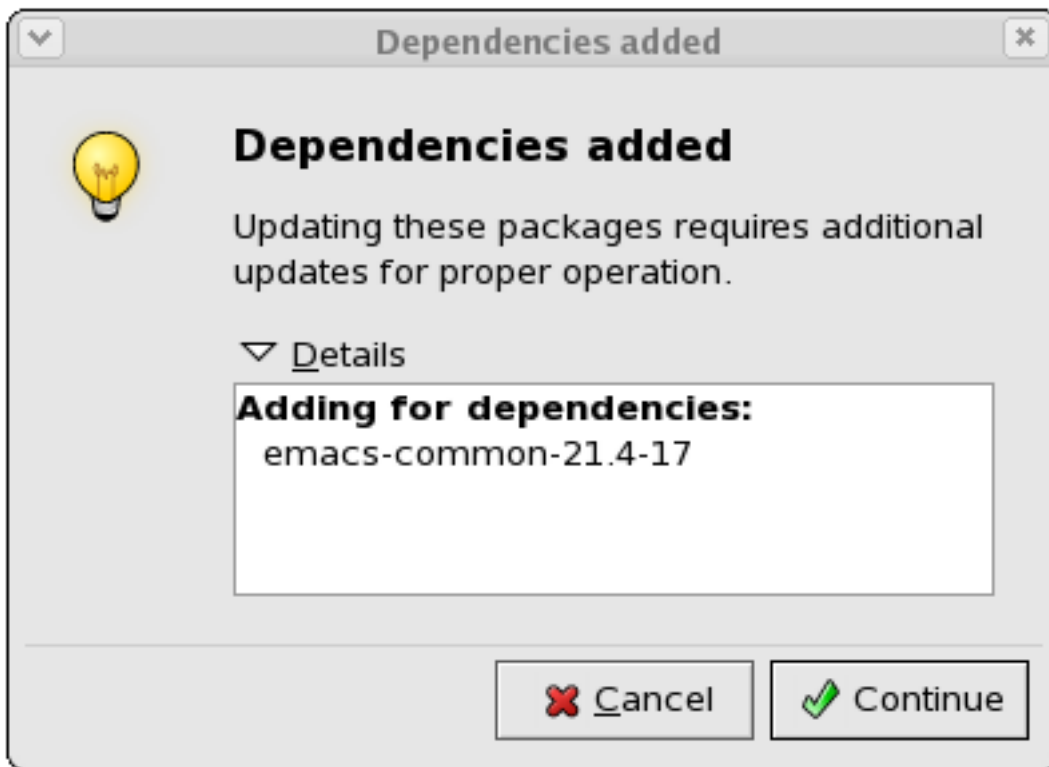 Dependencies added
Dependencies added
Updating these packages requires additional
updates for proper operation.
Details
Adding for dependencies:
emacs-common-21.4-17
Cancel
Continue